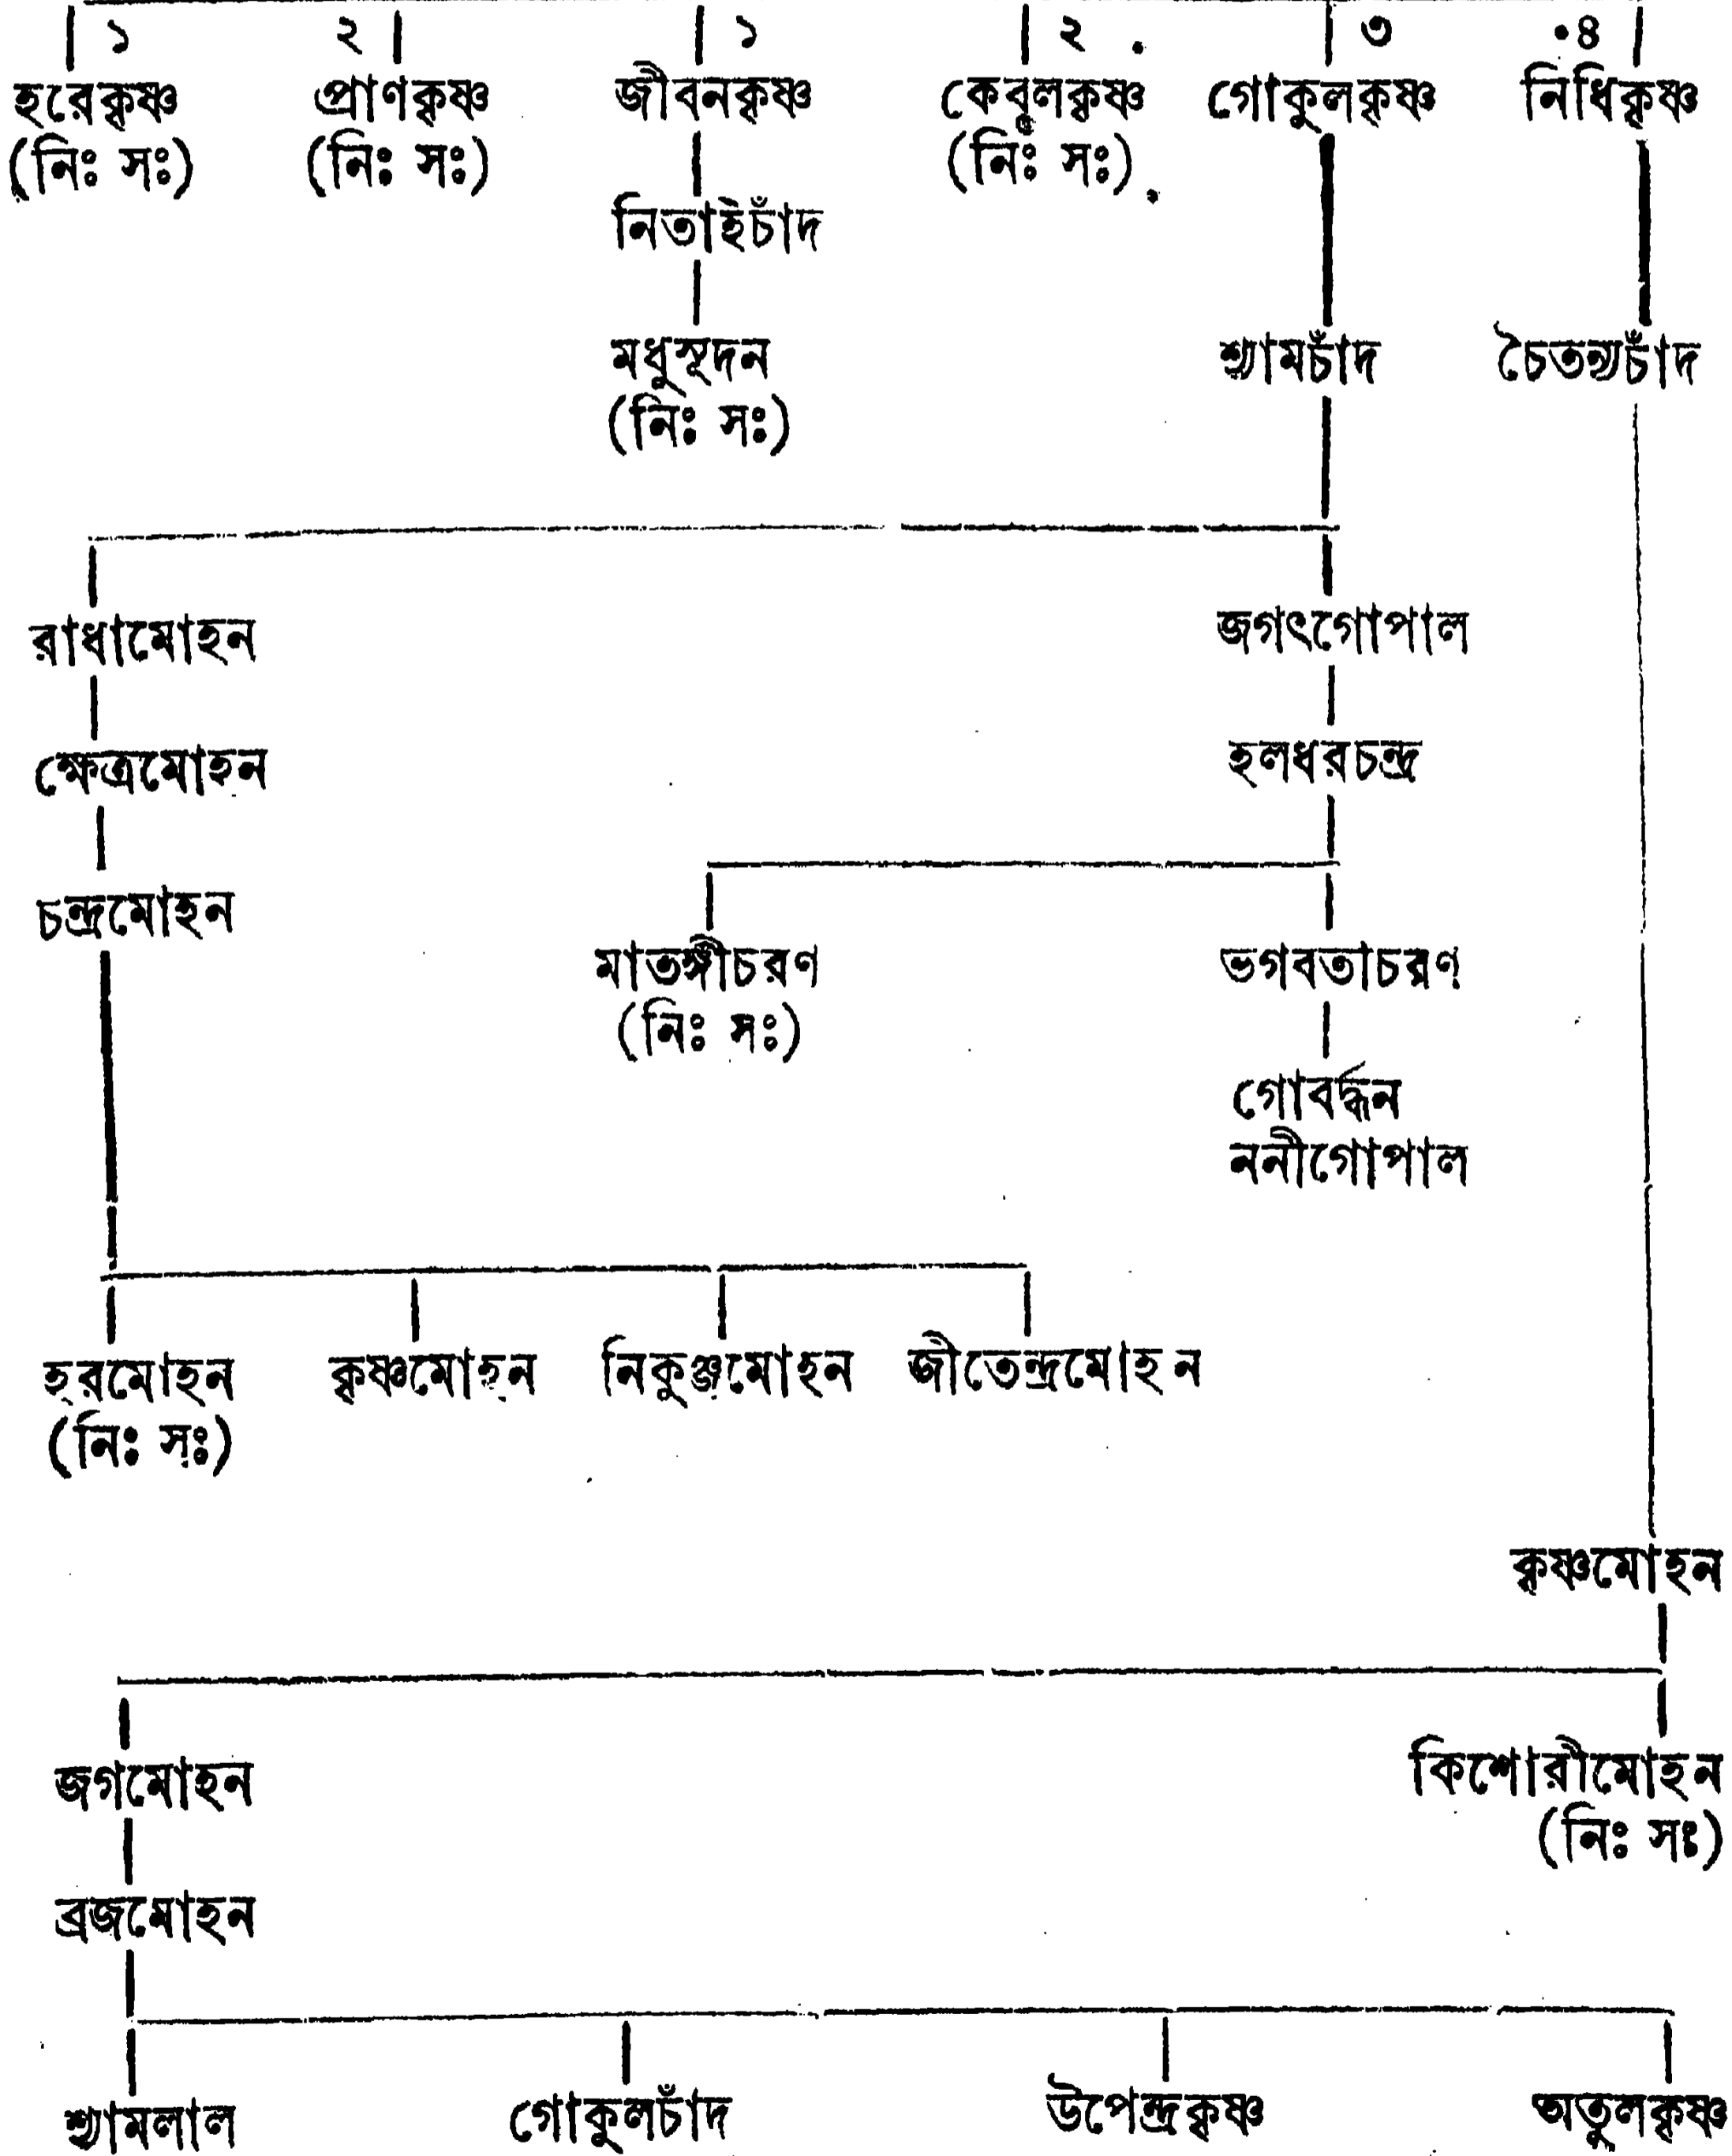 ১ ২ ১ ২ ৩ ৪
হরেকৃষ্ণ প্রাণকৃষ্ণ জীবনকৃষ্ণ কেবলকৃষ্ণ গোকুলকৃষ্ণ নিধিকৃষ্ণ
(নিঃ সঃ) (নিঃ সঃ) (নিঃ সঃ)
নিতাইচাঁদ
মধুসূদন শ্যামচাঁদ চৈতন্যচাঁদ
(নিঃ সঃ)
রাধামোহন জগৎগোপাল
ক্ষেত্রমোহন হলধরচন্দ্র
চন্দ্রমোহন
মাতঙ্গীচরণ ভগবতাচরণ
(নিঃ সঃ)
গোবর্দ্ধন
ননীগোপাল
হরমোহন কৃষ্ণমোহন নিকুঞ্জমোহন জীতেন্দ্রমোহন
(নিঃ সঃ)
কৃষ্ণমোহন
জগমোহন কিশোরীমোহন
(নিঃ সঃ)
ব্রজমোহন
শ্যামলাল গোকুলচাঁদ উপেন্দ্রকৃষ্ণ অতুলকৃষ্ণ